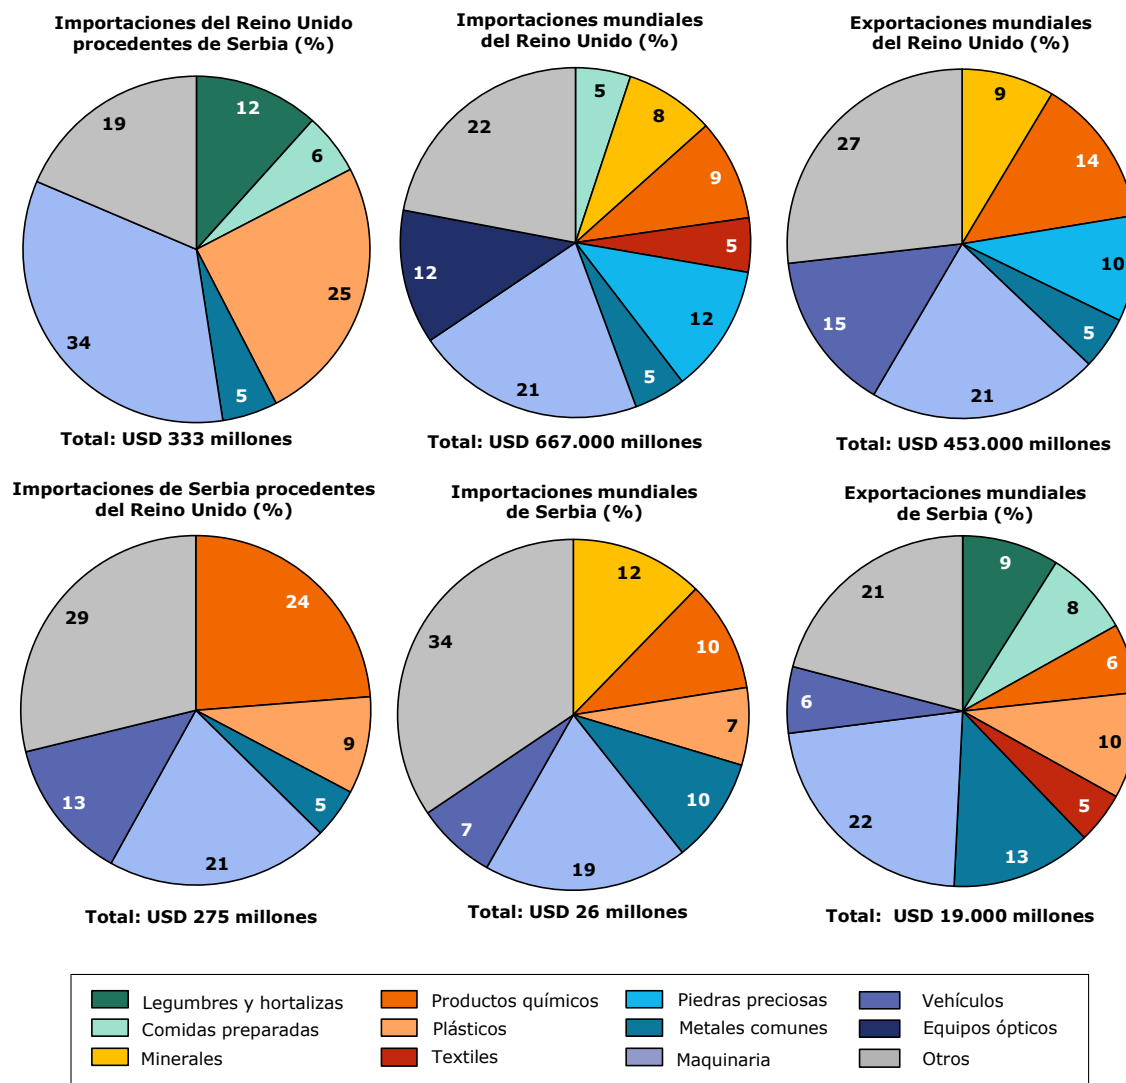 Importaciones del Reino Unido
procedentes de Serbia (%)
12
6
25
5
34
19
Total: USD 333 millones
Importaciones mundiales
del Reino Unido (%)
5
8
9
5
12
5
21
12
22
Total: USD 667.000 millones
Exportaciones mundiales
del Reino Unido (%)
9
14
10
5
21
15
27
Total: USD 453.000 millones
Importaciones de Serbia procedentes
del Reino Unido (%)
24
9
5
21
13
29
Total: USD 275 millones
Importaciones mundiales
de Serbia (%)
12
10
7
10
19
7
34
Total: USD 26 millones
Exportaciones mundiales
de Serbia (%)
9
8
6
10
5
13
22
6
21
Total: USD 19.000 millones
Legumbres y hortalizas
Comidas preparadas
Minerales
Productos químicos
Plásticos
Textiles
Piedras preciosas
Metales comunes
Maquinaria
Vehículos
Equipos ópticos
Otros